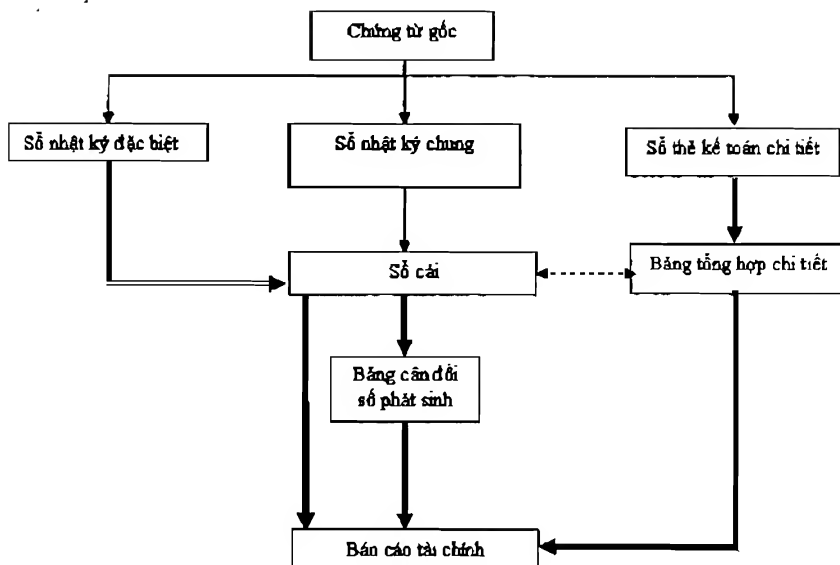 Chứng từ gốc
Sổ nhật ký đặc biệt
Sổ nhật ký chung
Sổ thẻ kế toán chi tiết
Sổ cái
Bảng tổng hợp chi tiết
Bảng cân đối
số phát sinh
Báo cáo tài chính